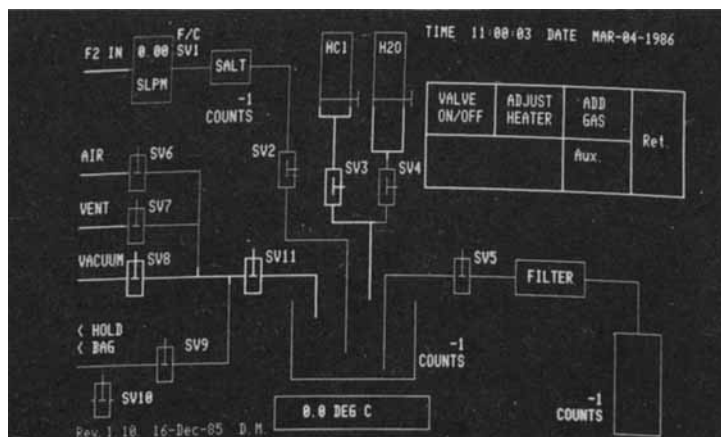 TIME 11:00:03 DATE MAR-04-1986
F/C
SV1
F2 IN
0.00
SLPM
SALT
-1
COUNTS
HCl
H2O
VALVE
ON/OFF
ADJUST
HEATER
ADD
GAS
Aux.
Ret.
AIR
SV6
SV2
SV3
SV4
VENT
SV7
VACUUM
SV8
SV11
SV5
FILTER
< HOLD
< BAG
SV9
SV10
-1
COUNTS
-1
COUNTS
0.0 DEG C
Rev.1.10 16-Dec-85 D.M.